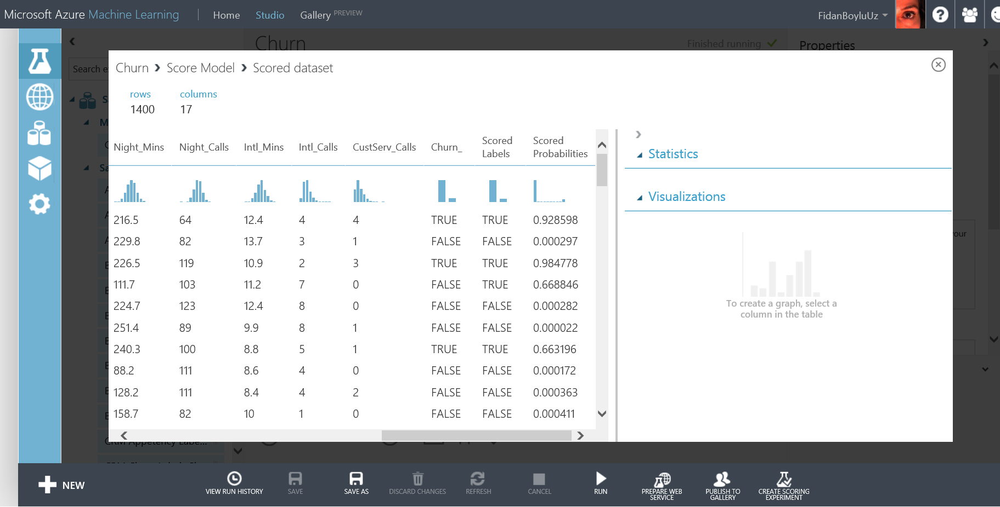 Microsoft Azure Machine Learning Home Studio Gallery PREVIEW FidanBoyluUz
Churn Finished running Properties
Search e
Churn > Score Model > Scored dataset
rows columns
1400 17
Night_Mins Night_Calls Intl_Mins Intl_Calls CustServ_Calls Churn_ Scored Labels Scored Probabilities
216.5 64 12.4 4 4 TRUE TRUE 0.928598
229.8 82 13.7 3 1 FALSE FALSE 0.000297
226.5 119 10.9 2 3 TRUE TRUE 0.984778
111.7 103 11.2 7 0 FALSE TRUE 0.668846
224.7 123 12.4 8 0 FALSE FALSE 0.000282
251.4 89 9.9 8 1 FALSE FALSE 0.000022
240.3 100 8.8 5 1 TRUE TRUE 0.663196
88.2 111 8.6 4 0 FALSE FALSE 0.000172
128.2 111 8.4 4 2 FALSE FALSE 0.000363
158.7 82 10 1 0 FALSE FALSE 0.000411
Statistics
Visualizations
To create a graph, select a
column in the table
your
CRM Appetency Labe...
NEW
VIEW RUN HISTORY
SAVE
SAVE AS
DISCARD CHANGES
REFRESH
CANCEL
RUN
PREPARE WEB
SERVICE
PUBLISH TO
GALLERY
CREATE SCORING
EXPERIMENT